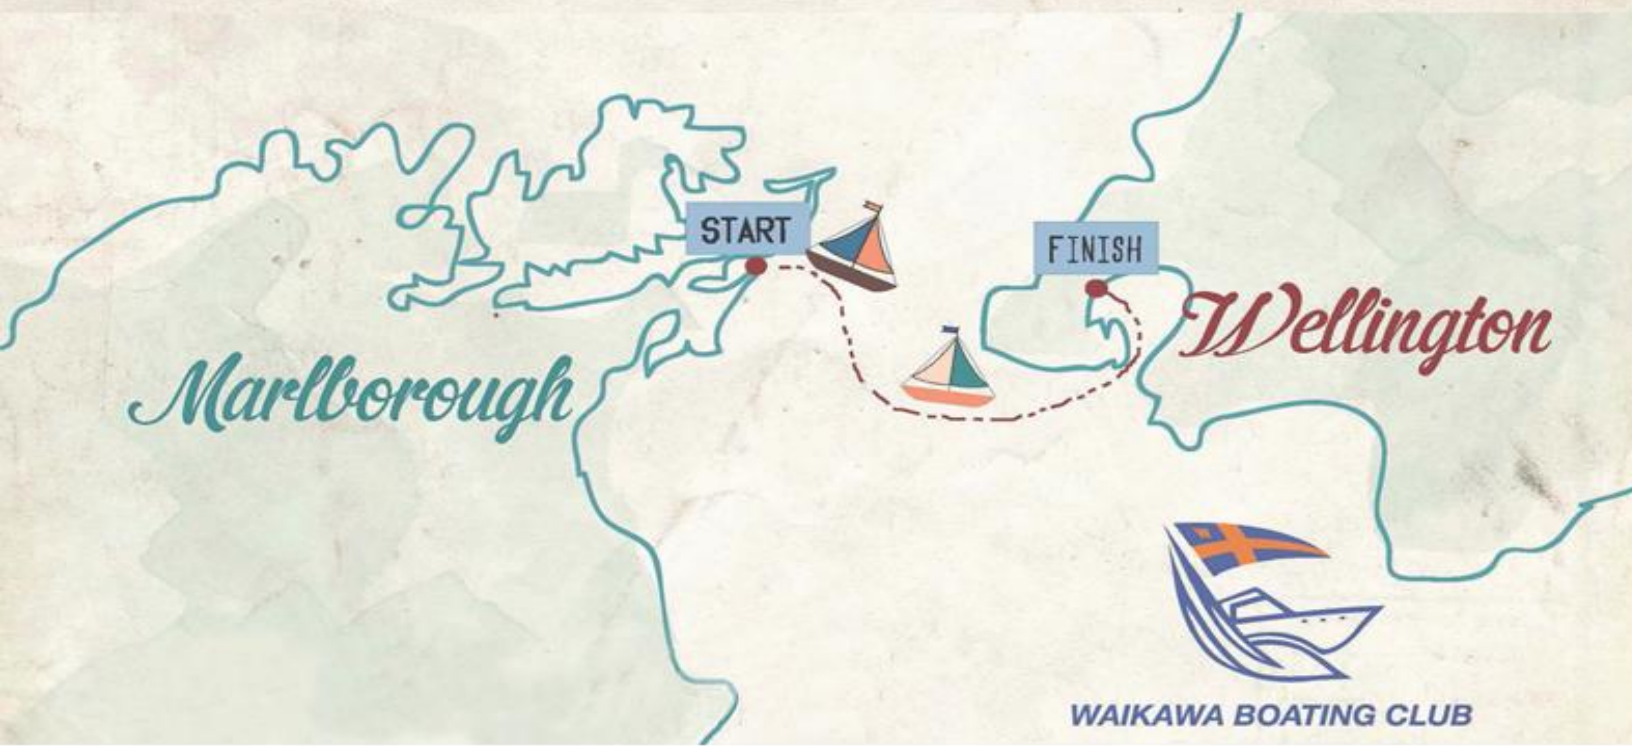 START
FINISH
Wellington
Marlborough
WAIKAWA BOATING CLUB